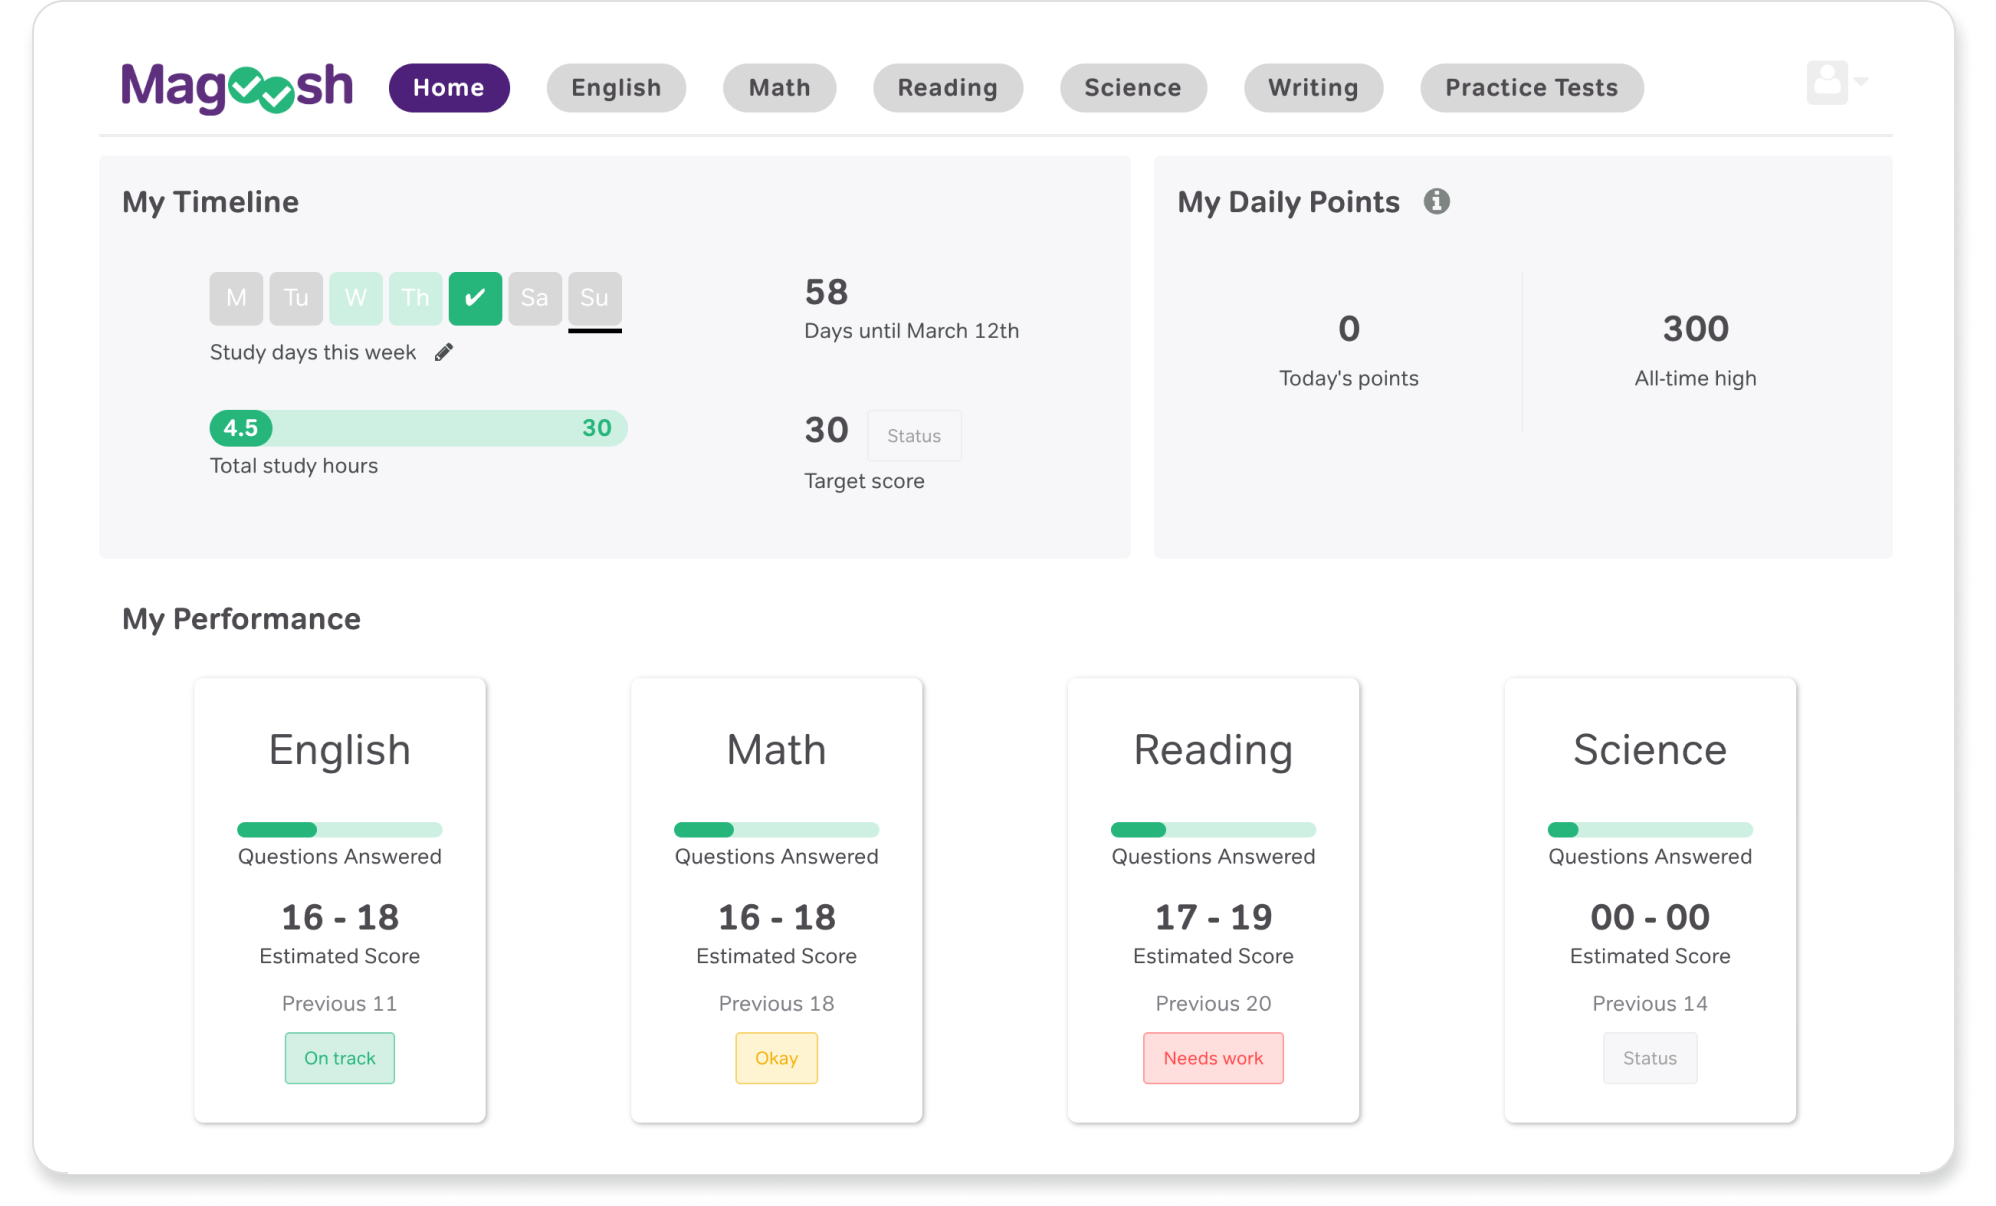 Magoosh
Home English Math Reading Science Writing Practice Tests
My Timeline
M Tu W Th ✔ Sa Su
Study days this week
4.5 30
Total study hours
58
Days until March 12th
30 Status
Target score
My Daily Points
0
Today's points
300
All-time high
My Performance
English
Questions Answered
16 - 18
Estimated Score
Previous 11
On track
Math
Questions Answered
16 - 18
Estimated Score
Previous 18
Okay
Reading
Questions Answered
17 - 19
Estimated Score
Previous 20
Needs work
Science
Questions Answered
00 - 00
Estimated Score
Previous 14
Status